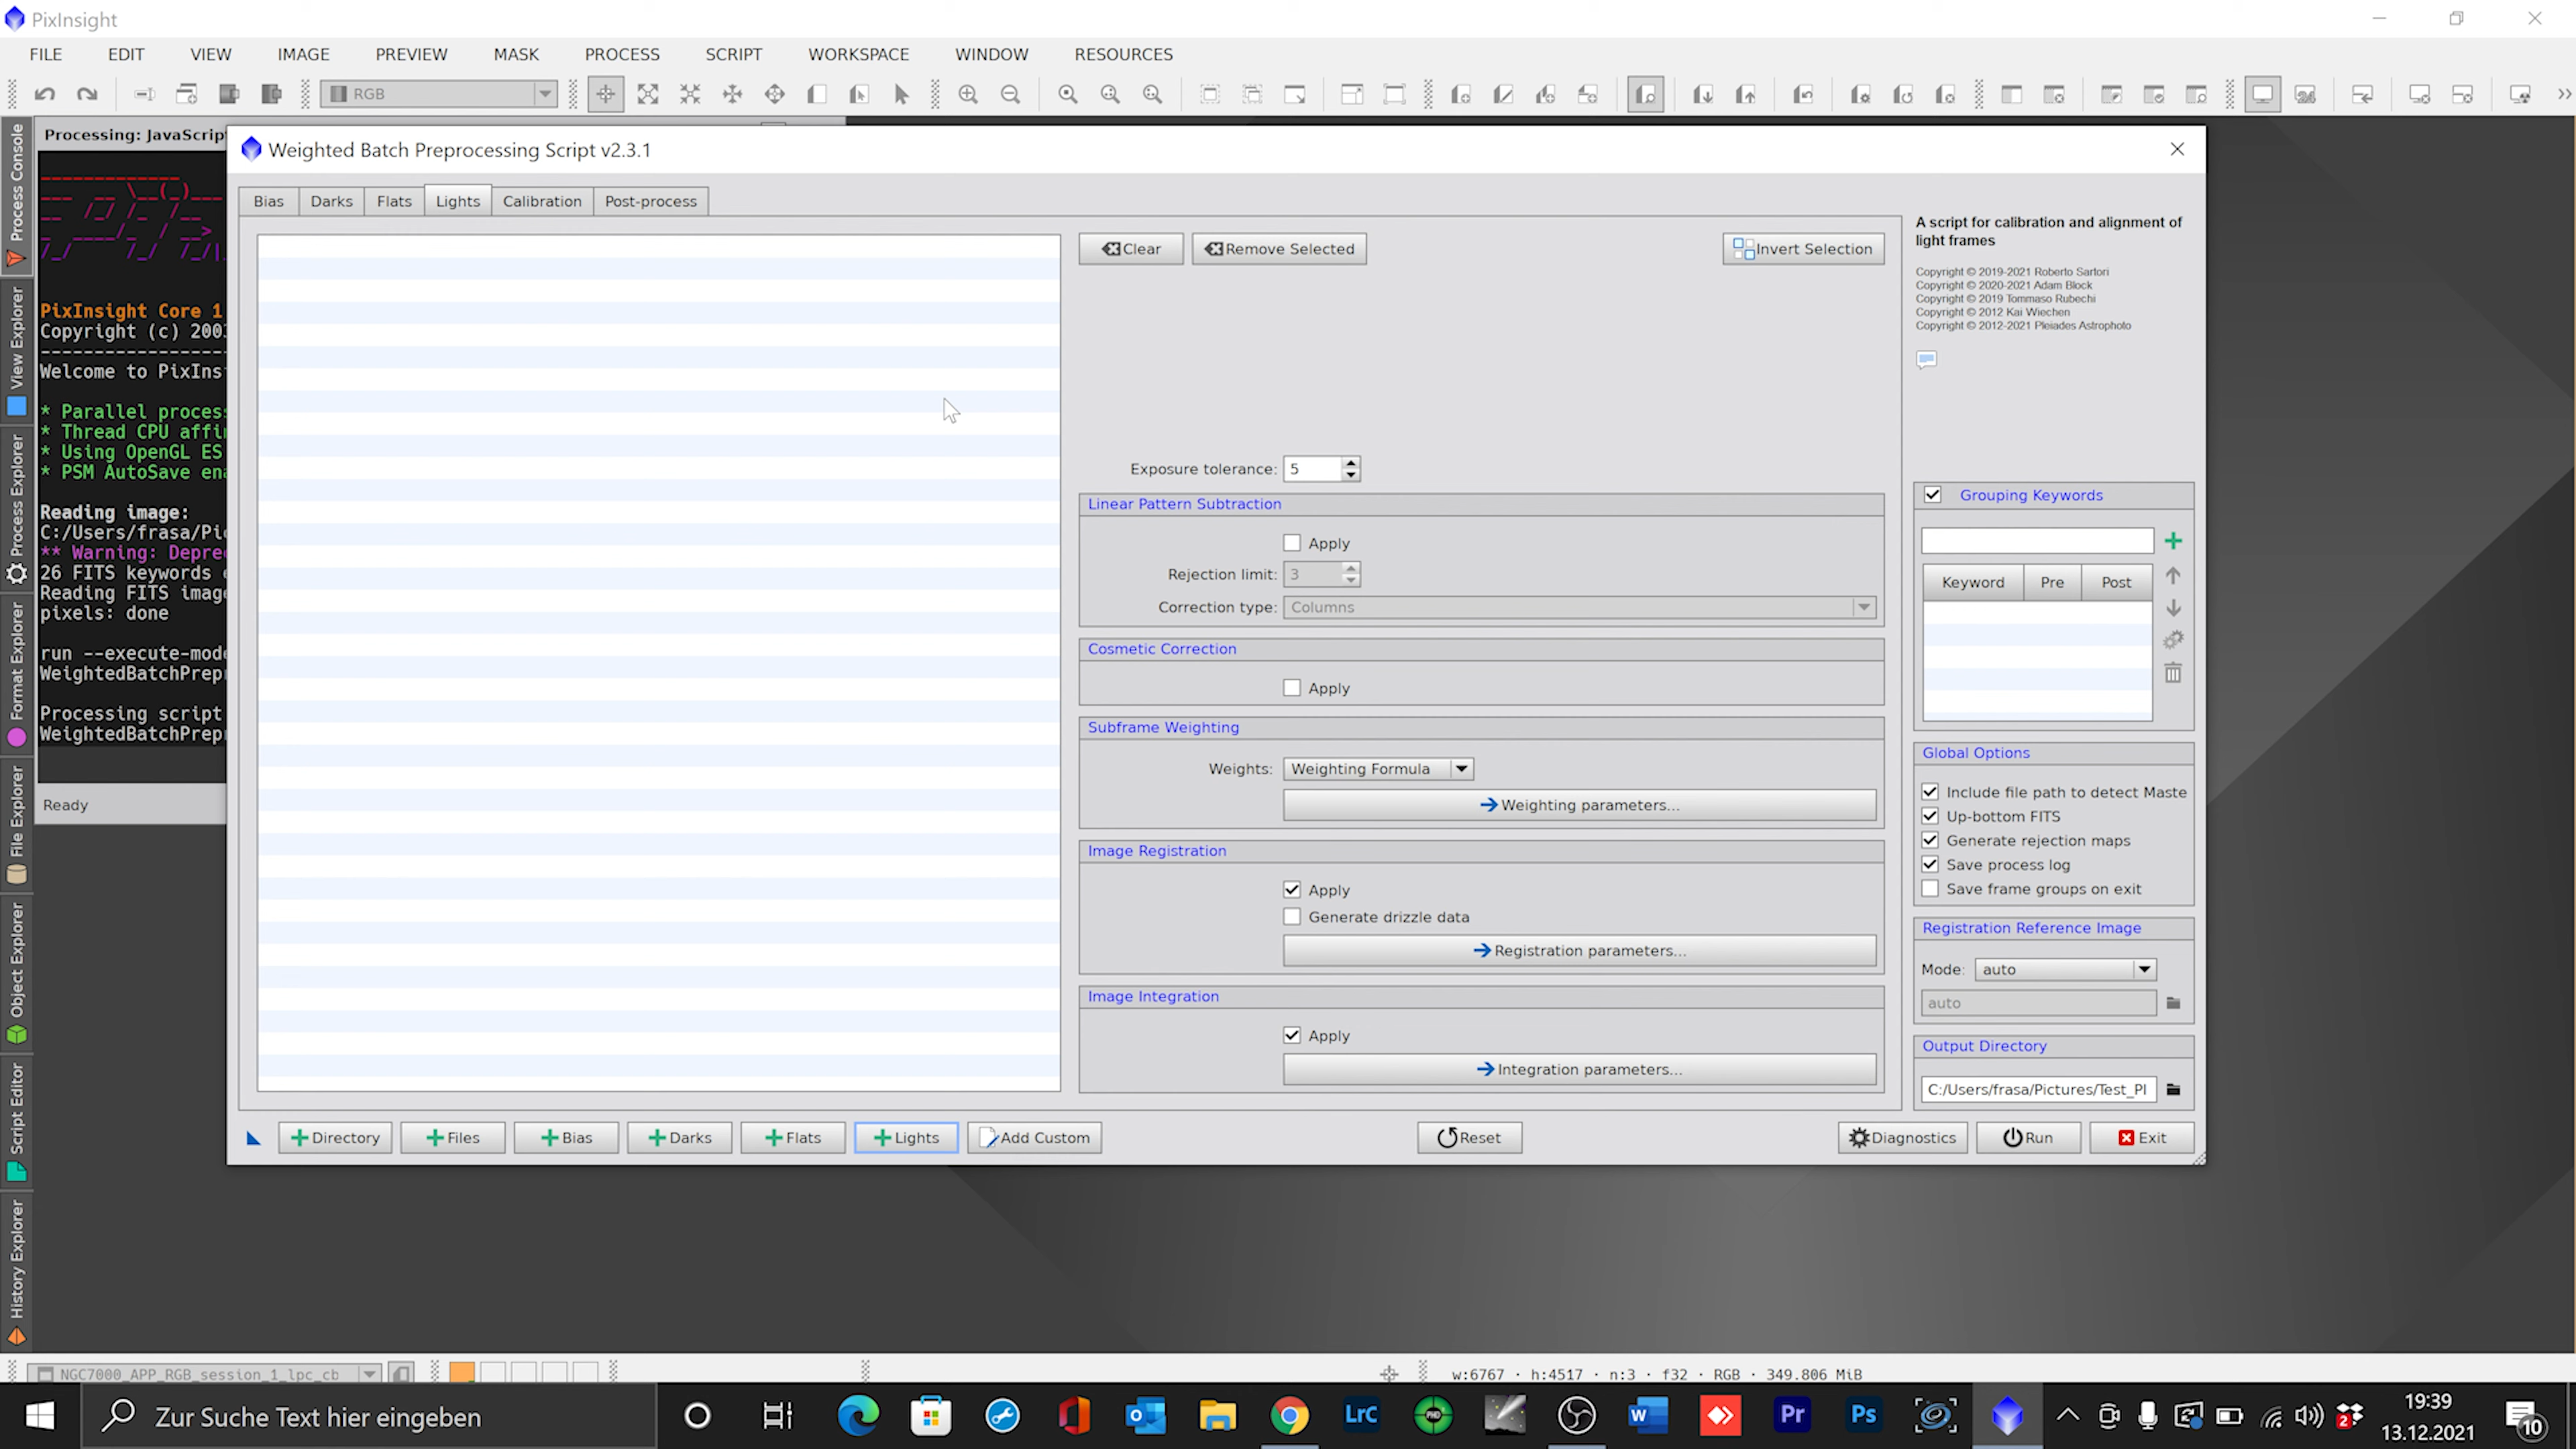 PixInsight
FILE EDIT VIEW IMAGE PREVIEW MASK PROCESS SCRIPT WORKSPACE WINDOW RESOURCES
RGB
Processing: JavaScrip
Weighted Batch Preprocessing Script v2.3.1
Process Console
View Explorer
Process Explorer
Format Explorer
File Explorer
Object Explorer
Script Editor
History Explorer
PixInsight Core 1
Copyright (c) 200
Welcome to PixIns
* Parallel proces
* Thread CPU affi
* Using OpenGL ES
* PSM AutoSave en
Reading image:
C:/Users/frasa/Pi
** Warning: Depre
26 FITS keywords
Reading FITS imag
pixels: done
run --execute-mod
WeightedBatchPrep
Processing script
WeightedBatchPrep
Ready
Bias Darks Flats Lights Calibration Post-process
Clear Remove Selected Invert Selection
Exposure tolerance: 5
Linear Pattern Subtraction
Apply
Rejection limit: 3
Correction type: Columns
Cosmetic Correction
Apply
Subframe Weighting
Weights: Weighting Formula
Weighting parameters...
Image Registration
Apply
Generate drizzle data
Registration parameters...
Image Integration
Apply
Integration parameters...
A script for calibration and alignment of
light frames
Copyright © 2019-2021 Roberto Sartori
Copyright © 2020-2021 Adam Block
Copyright © 2019 Tommaso Rubechi
Copyright © 2012 Kai Wiechen
Copyright © 2012-2021 Pleiades Astrophoto
Grouping Keywords
Keyword Pre Post
Global Options
Include file path to detect Maste
Up-bottom FITS
Generate rejection maps
Save process log
Save frame groups on exit
Registration Reference Image
Mode: auto
auto
Output Directory
C:/Users/frasa/Pictures/Test_PI
Directory Files Bias Darks Flats Lights Add Custom Reset Diagnostics Run Exit
NGC7000_APP_RGB_session_1_lpc_cb
w:6767 · h:4517 · n:3 · f32 · RGB · 349.806 MiB
Zur Suche Text hier eingeben
LrC
PHD
W
Pr
Ps
2
19:39
13.12.2021
10